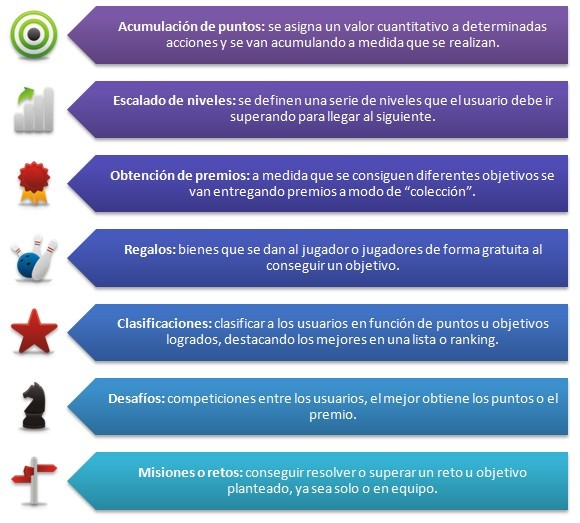 Acumulación de puntos: se asigna un valor cuantitativo a determinadas
acciones y se van acumulando a medida que se realizan.
Escalado de niveles: se definen una serie de niveles que el usuario debe ir
superando para llegar al siguiente.
Obtención de premios: a medida que se consiguen diferentes objetivos se
van entregando premios a modo de “colección”.
Regalos: bienes que se dan al jugador o jugadores de forma gratuita al
conseguir un objetivo.
Clasificaciones: clasificar a los usuarios en función de puntos u objetivos
logrados, destacando los mejores en una lista o ranking.
Desafíos: competiciones entre los usuarios, el mejor obtiene los puntos o el
premio.
Misiones o retos: conseguir resolver o superar un reto u objetivo
planteado, ya sea solo o en equipo.